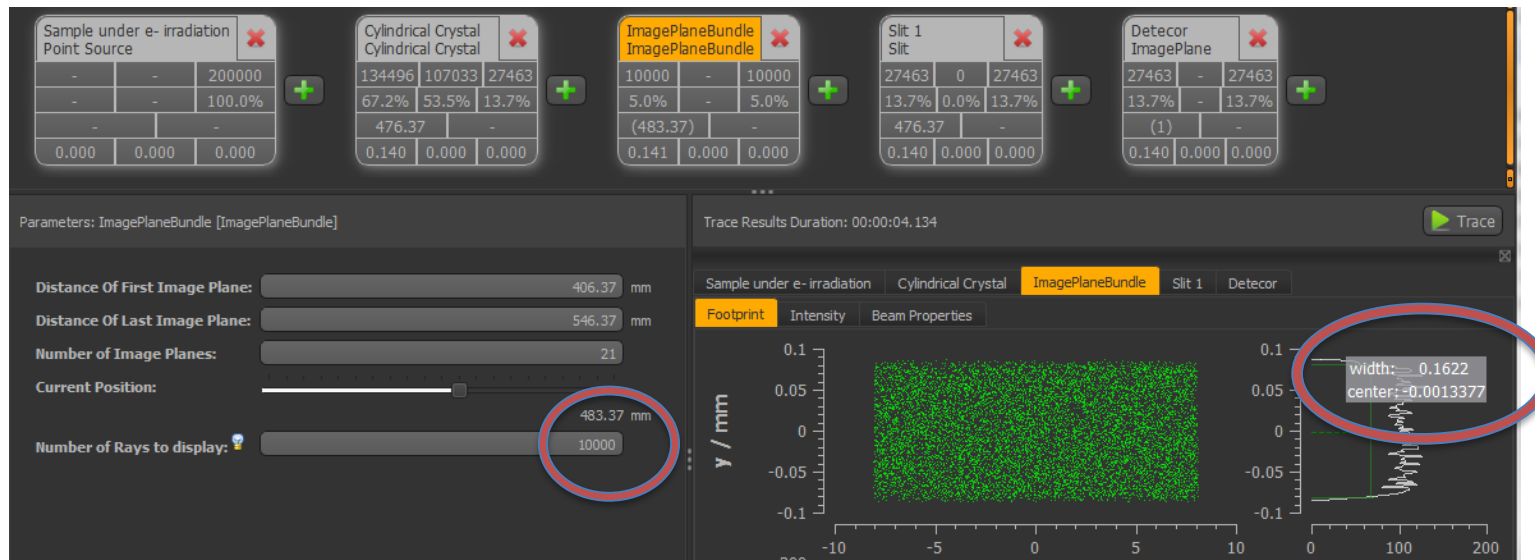 Sample under e- irradiation
Point Source
- - 200000
- - 100.0%
- -
0.000 0.000 0.000
Cylindrical Crystal
Cylindrical Crystal
134496 107033 27463
67.2% 53.5% 13.7%
476.37 -
0.140 0.000 0.000
ImagePlaneBundle
ImagePlaneBundle
10000 - 10000
5.0% - 5.0%
(483.37) -
0.141 0.000 0.000
Slit 1
Slit
27463 0 27463
13.7% 0.0% 13.7%
476.37 -
0.140 0.000 0.000
Detecor
ImagePlane
27463 - 27463
13.7% - 13.7%
(1) -
0.140 0.000 0.000
Parameters: ImagePlaneBundle [ImagePlaneBundle]
Distance Of First Image Plane: 406.37 mm
Distance Of Last Image Plane: 546.37 mm
Number of Image Planes: 21
Current Position:
483.37 mm
Number of Rays to display: 10000
Trace Results Duration: 00:00:04.134
Trace
Sample under e- irradiation Cylindrical Crystal ImagePlaneBundle Slit 1 Detecor
Footprint Intensity Beam Properties
y / mm
0.1
0.05
0
-0.05
-0.1
-10 -5 0 5 10
200
0.1
0.05
0
-0.05
-0.1
0 100 200
width: 0.1622
center: -0.0013377